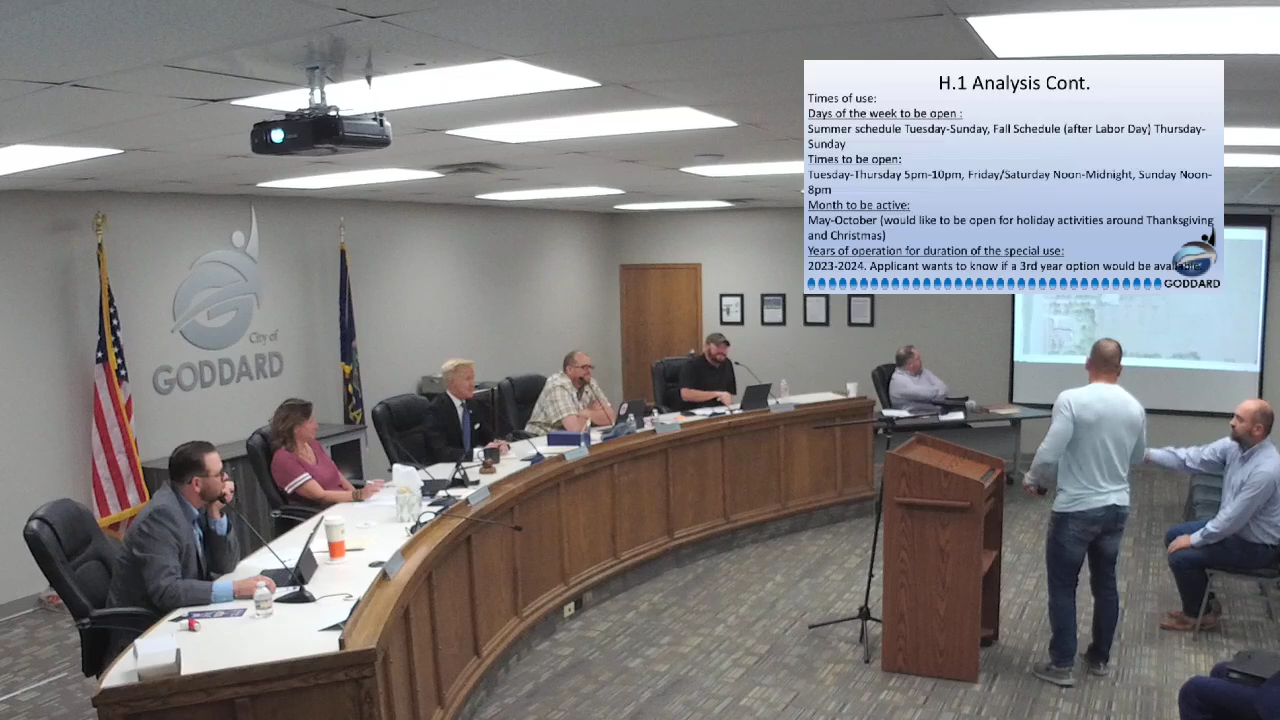 H.1 Analysis Cont.
Times of use:
Days of the week to be open :
Summer schedule Tuesday-Sunday, Fall Schedule (after Labor Day) Thursday-
Sunday
Times to be open:
Tuesday-Thursday 5pm-10pm, Friday/Saturday Noon-Midnight, Sunday Noon-
8pm
Month to be active:
May-October (would like to be open for holiday activities around Thanksgiving
and Christmas)
Years of operation for duration of the special use:
2023-2024. Applicant wants to know if a 3rd year option would be available.
GODDARD
City of
GODDARD